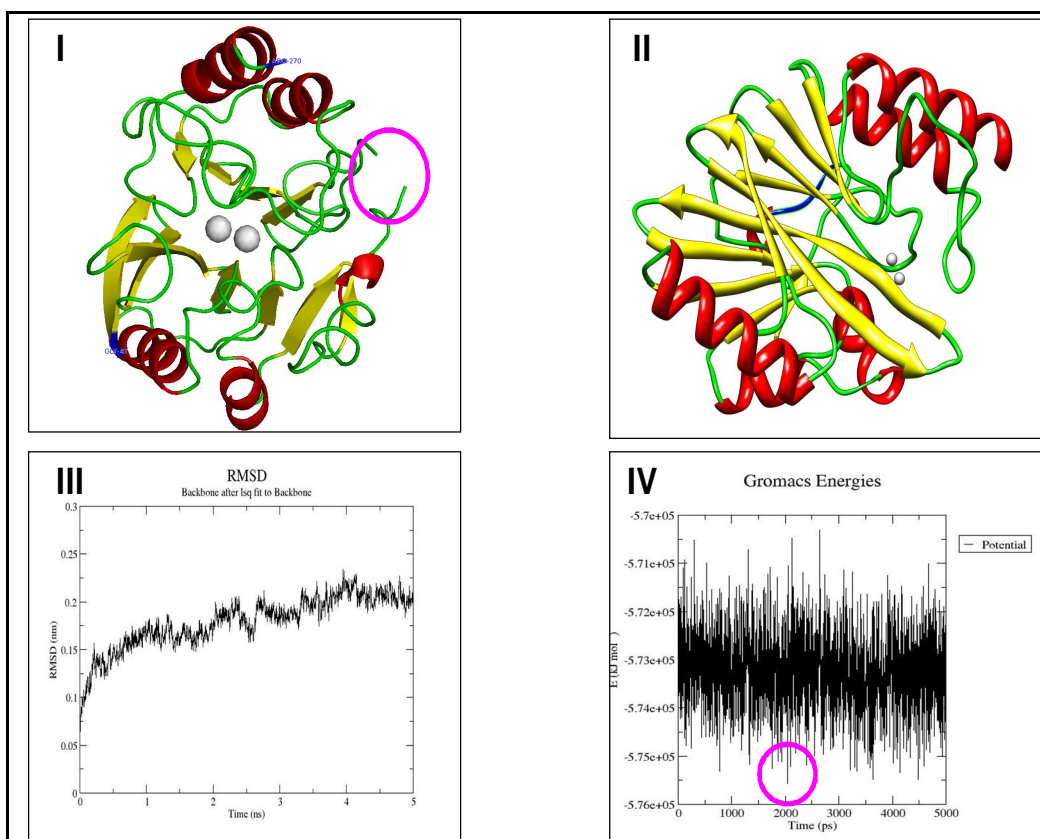 I
II
III
RMSD
Backbone after lsq fit to Backbone
0.3
0.25
0.2
0.15
0.1
0.05
0
RMSD (nm)
0
1
2
3
4
5
Time (ns)
IV
Gromacs Energies
-5.7e+05
-5.71e+05
-5.72e+05
-5.73e+05
-5.74e+05
-5.75e+05
-5.76e+05
E (kJ mol⁻¹)
0
1000
2000
3000
4000
5000
Time (ps)
Potential